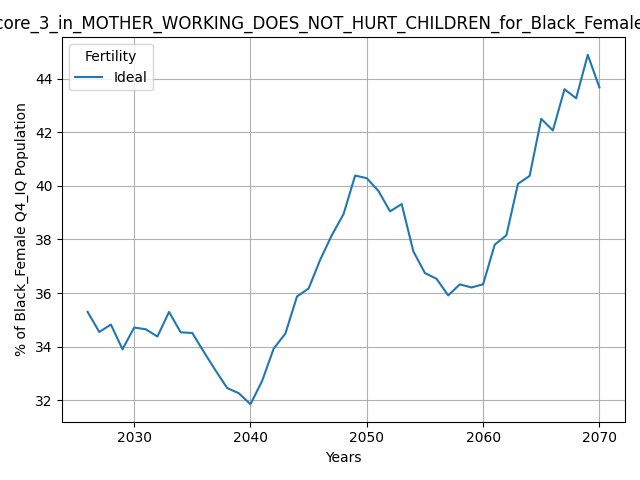 core_3_in_MOTHER_WORKING_DOES_NOT_HURT_CHILDREN_for_Black_Female
Fertility
Ideal
% of Black_Female Q4_IQ Population
44
42
40
38
36
34
32
2030 2040 2050 2060 2070
Years